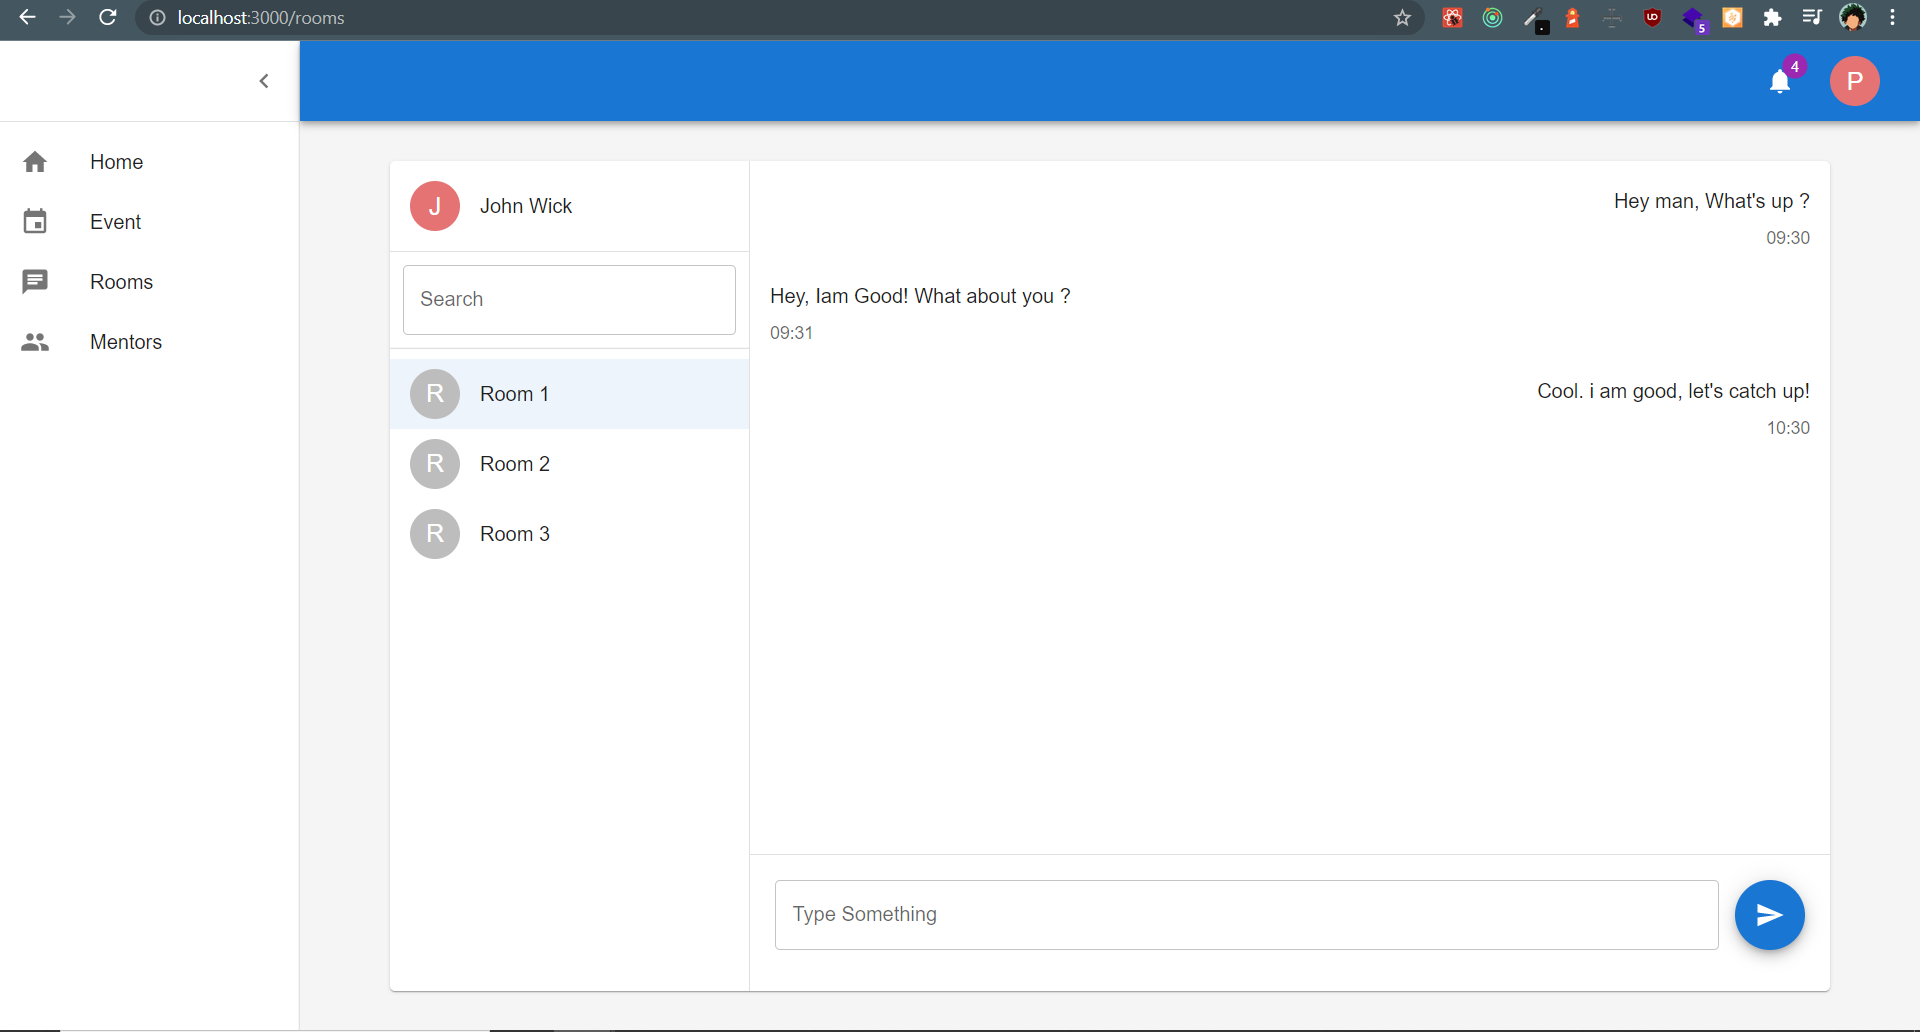 localhost:3000/rooms
5
4
P
Home
Event
Rooms
Mentors
J
John Wick
Search
R
Room 1
R
Room 2
R
Room 3
Hey man, What's up ?
09:30
Hey, Iam Good! What about you ?
09:31
Cool. i am good, let's catch up!
10:30
Type Something